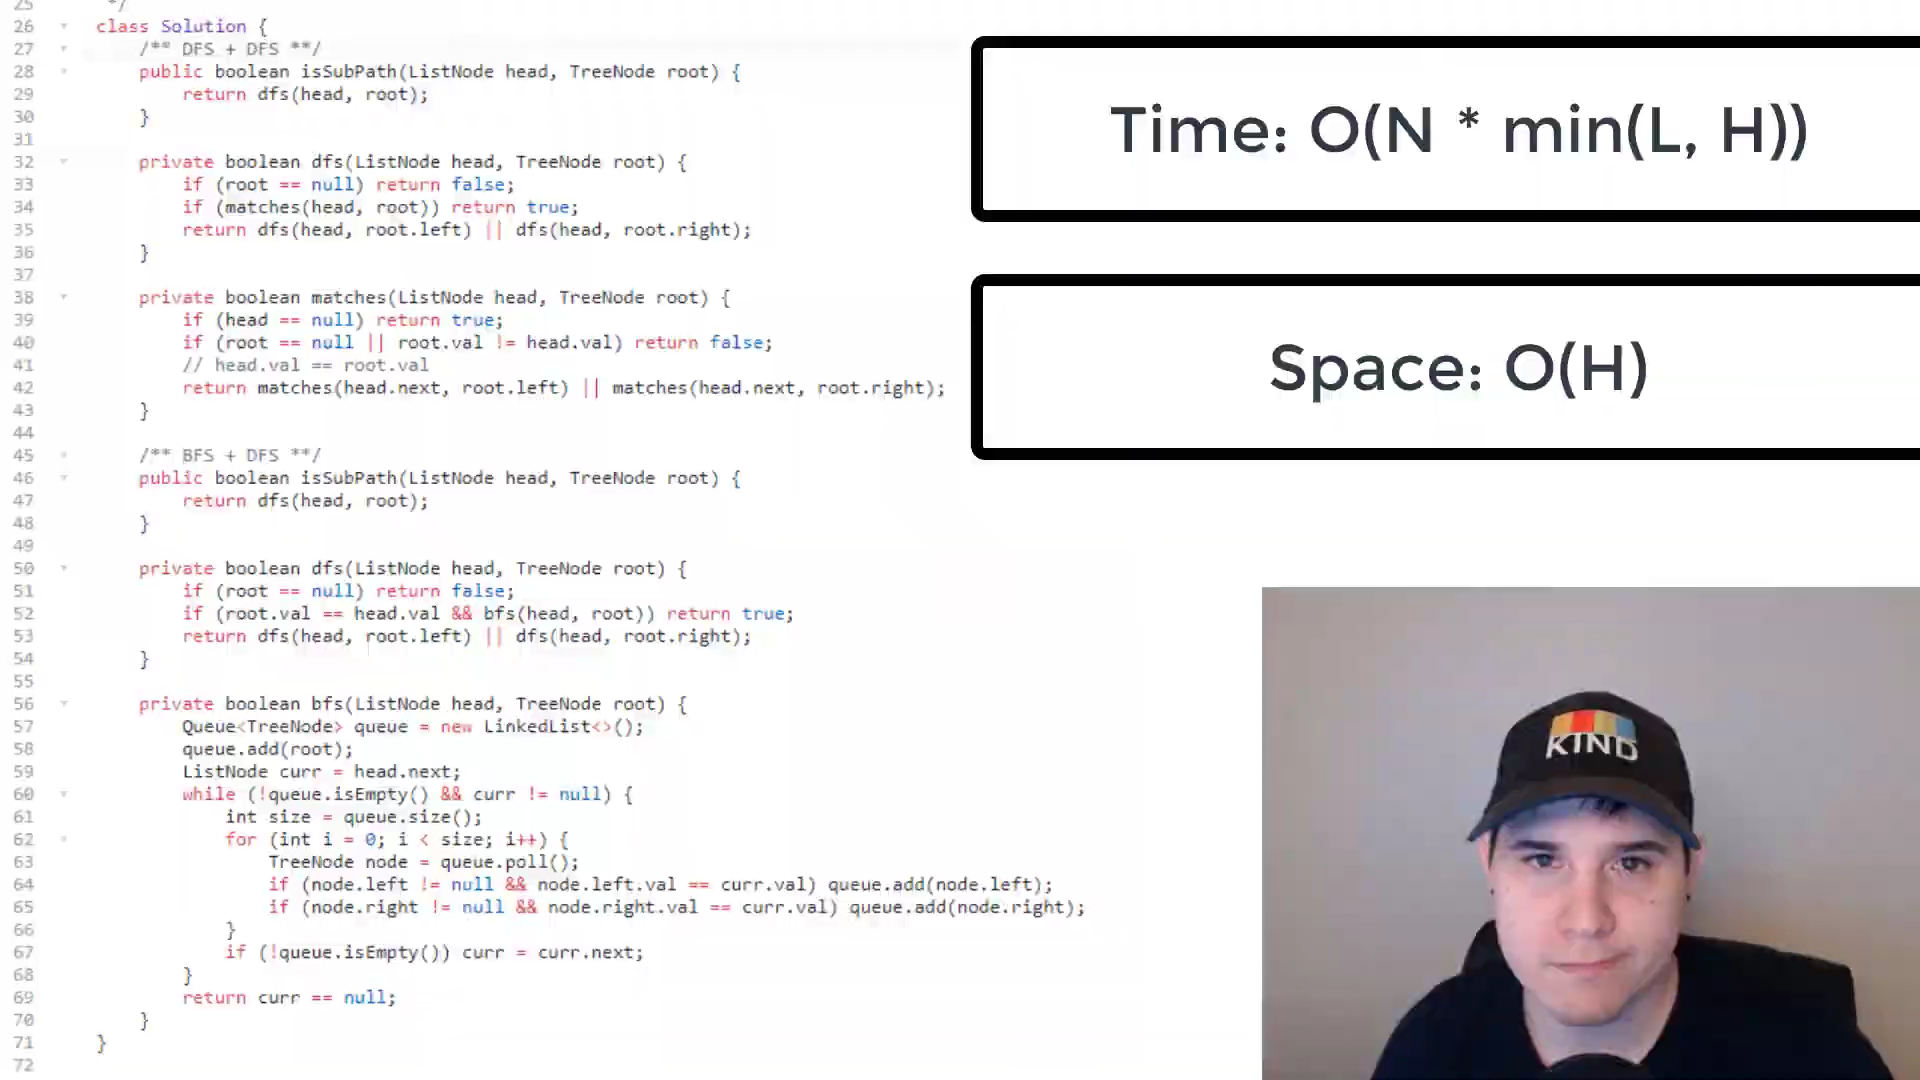 25 */
26 class Solution {
27 /** DFS + DFS **/
28 public boolean isSubPath(ListNode head, TreeNode root) {
29 return dfs(head, root);
30 }
31
32 private boolean dfs(ListNode head, TreeNode root) {
33 if (root == null) return false;
34 if (matches(head, root)) return true;
35 return dfs(head, root.left) || dfs(head, root.right);
36 }
37
38 private boolean matches(ListNode head, TreeNode root) {
39 if (head == null) return true;
40 if (root == null || root.val != head.val) return false;
41 // head.val == root.val
42 return matches(head.next, root.left) || matches(head.next, root.right);
43 }
44
45 /** BFS + DFS **/
46 public boolean isSubPath(ListNode head, TreeNode root) {
47 return dfs(head, root);
48 }
49
50 private boolean dfs(ListNode head, TreeNode root) {
51 if (root == null) return false;
52 if (root.val == head.val && bfs(head, root)) return true;
53 return dfs(head, root.left) || dfs(head, root.right);
54 }
55
56 private boolean bfs(ListNode head, TreeNode root) {
57 Queue<TreeNode> queue = new LinkedList<>();
58 queue.add(root);
59 ListNode curr = head.next;
60 while (!queue.isEmpty() && curr != null) {
61 int size = queue.size();
62 for (int i = 0; i < size; i++) {
63 TreeNode node = queue.poll();
64 if (node.left != null && node.left.val == curr.val) queue.add(node.left);
65 if (node.right != null && node.right.val == curr.val) queue.add(node.right);
66 }
67 if (!queue.isEmpty()) curr = curr.next;
68 }
69 return curr == null;
70 }
71 }
72
Time: O(N * min(L, H))
Space: O(H)
KIND